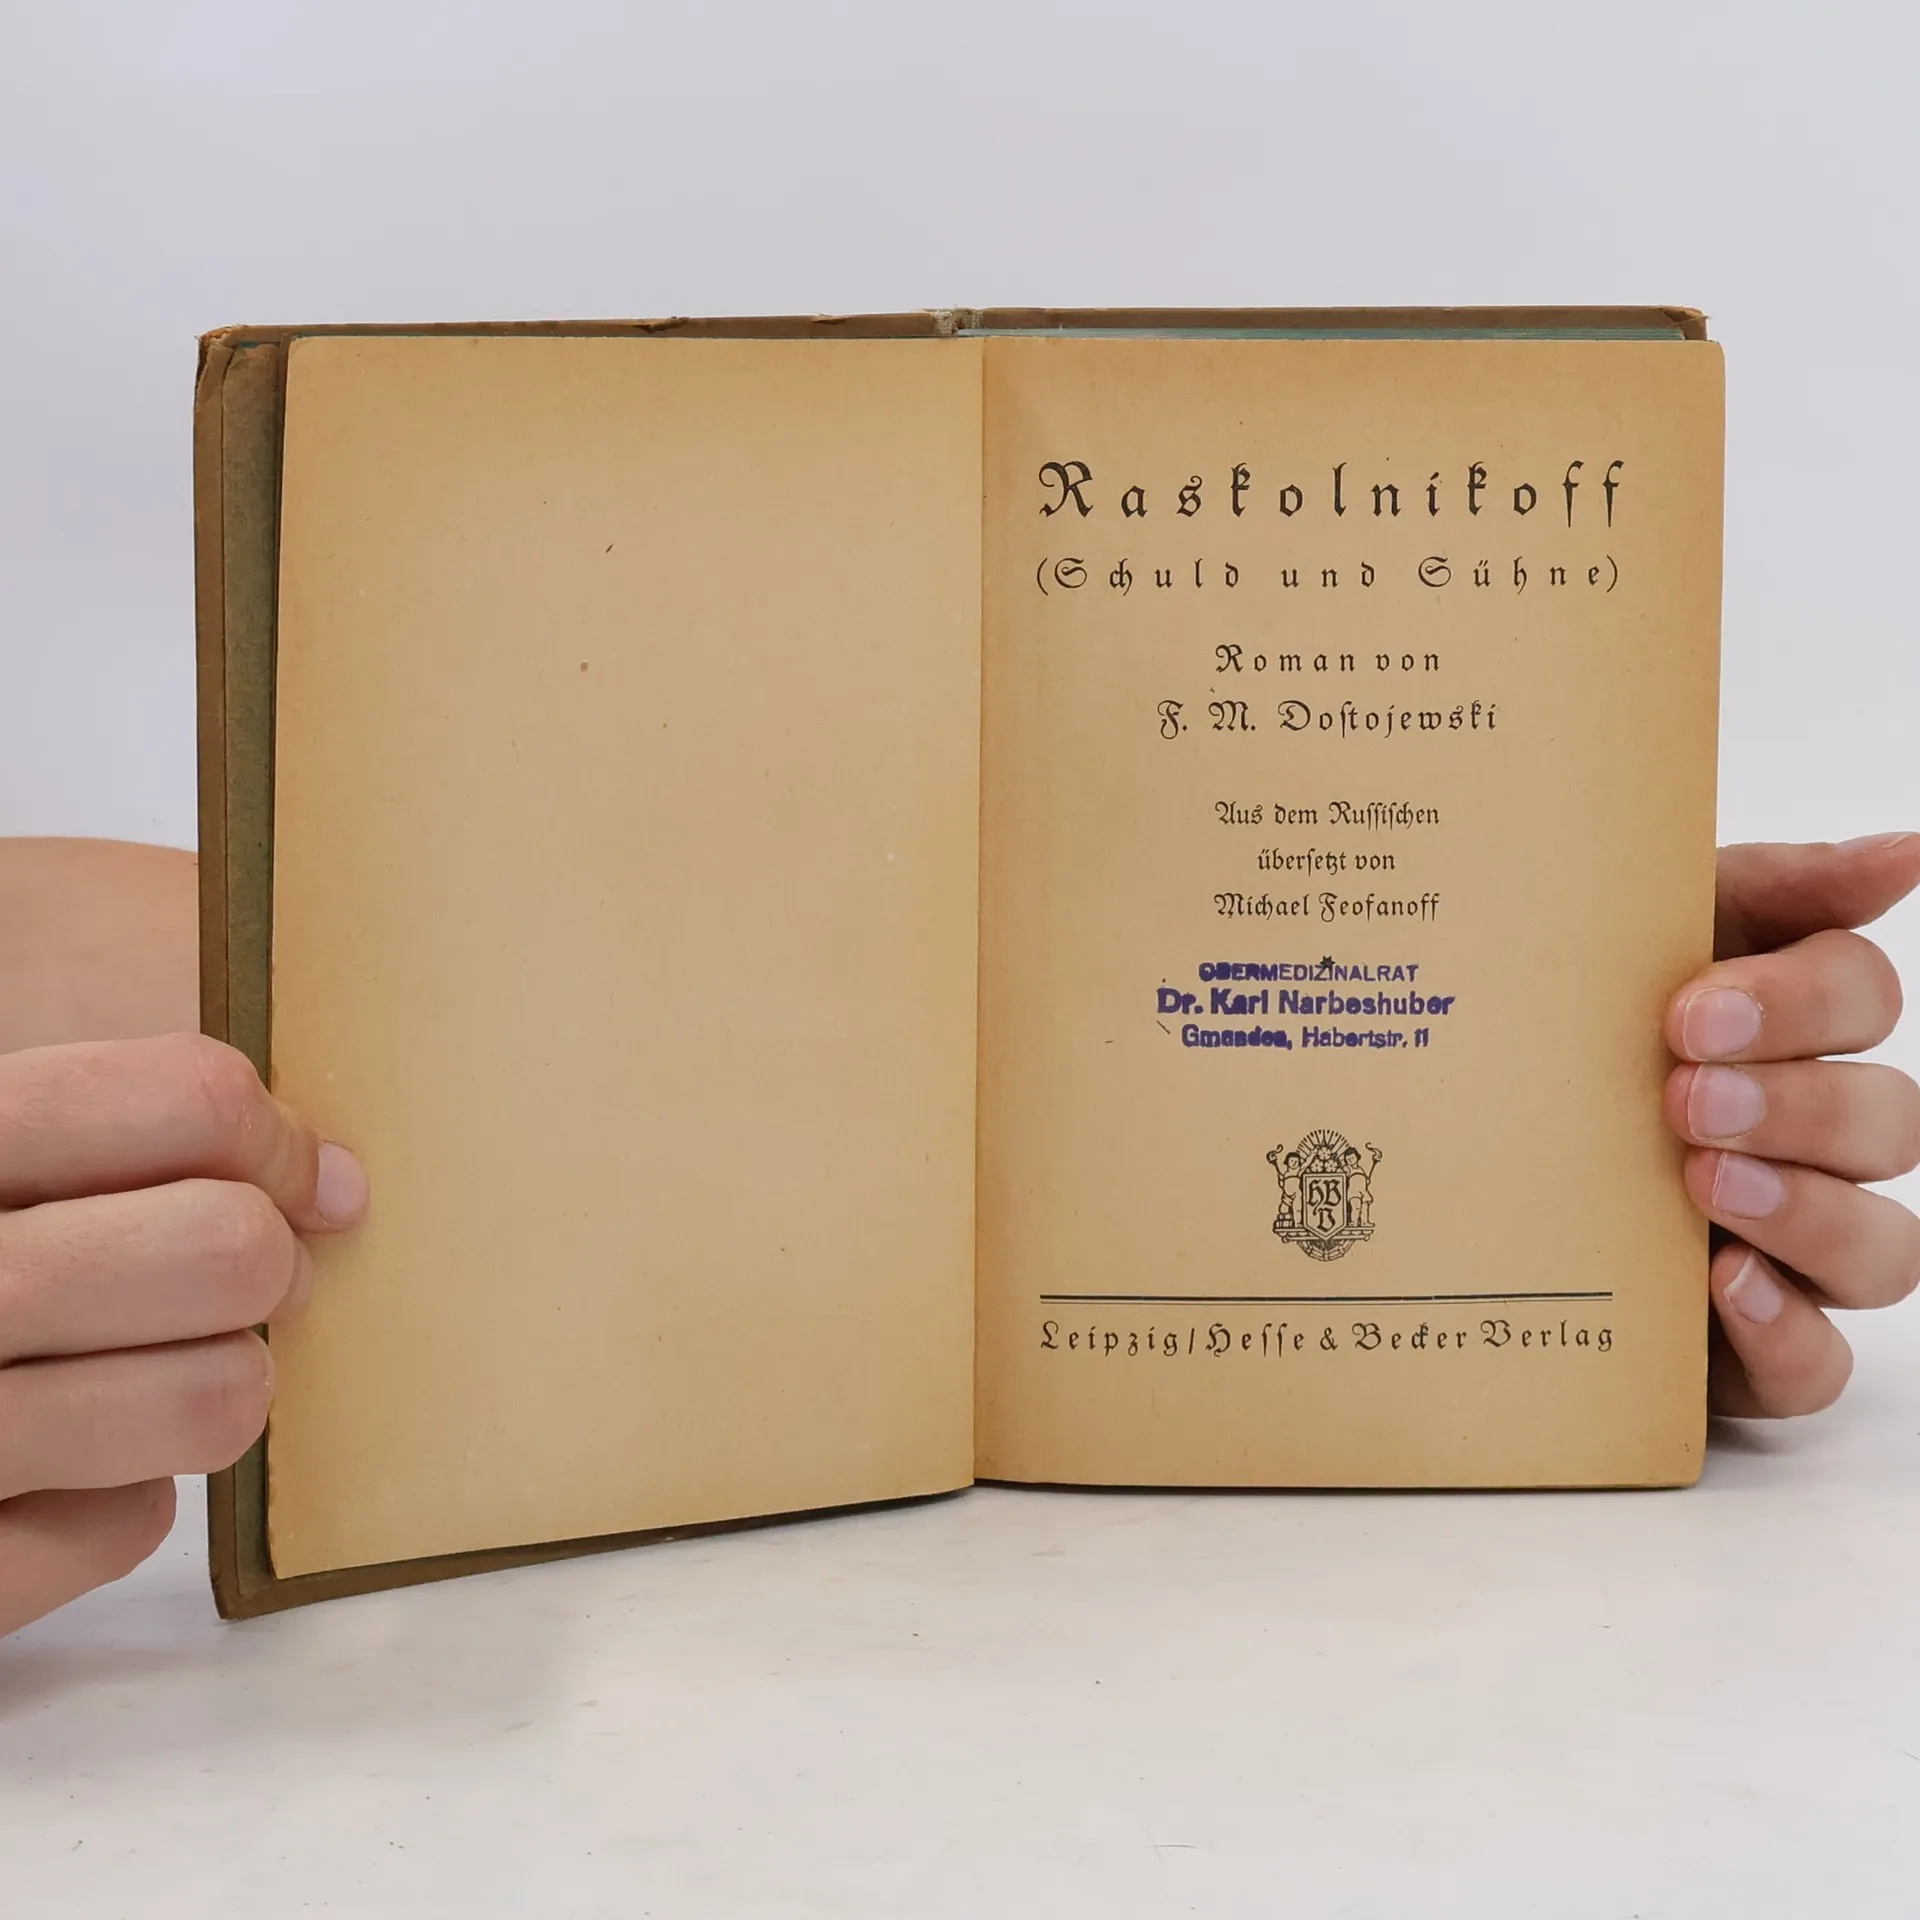 Raskolnikoff
(Schuld und Sühne)
Roman von
F. M. Doſtojewski
Aus dem Ruſſiſchen
überſetzt von
Michael Feofanoff
OBERMEDIZINALRAT
Dr. Karl Narbeshuber
Gmunden, Habertstr. 11
HB
V
Leipzig / Heſſe & Becker Verlag